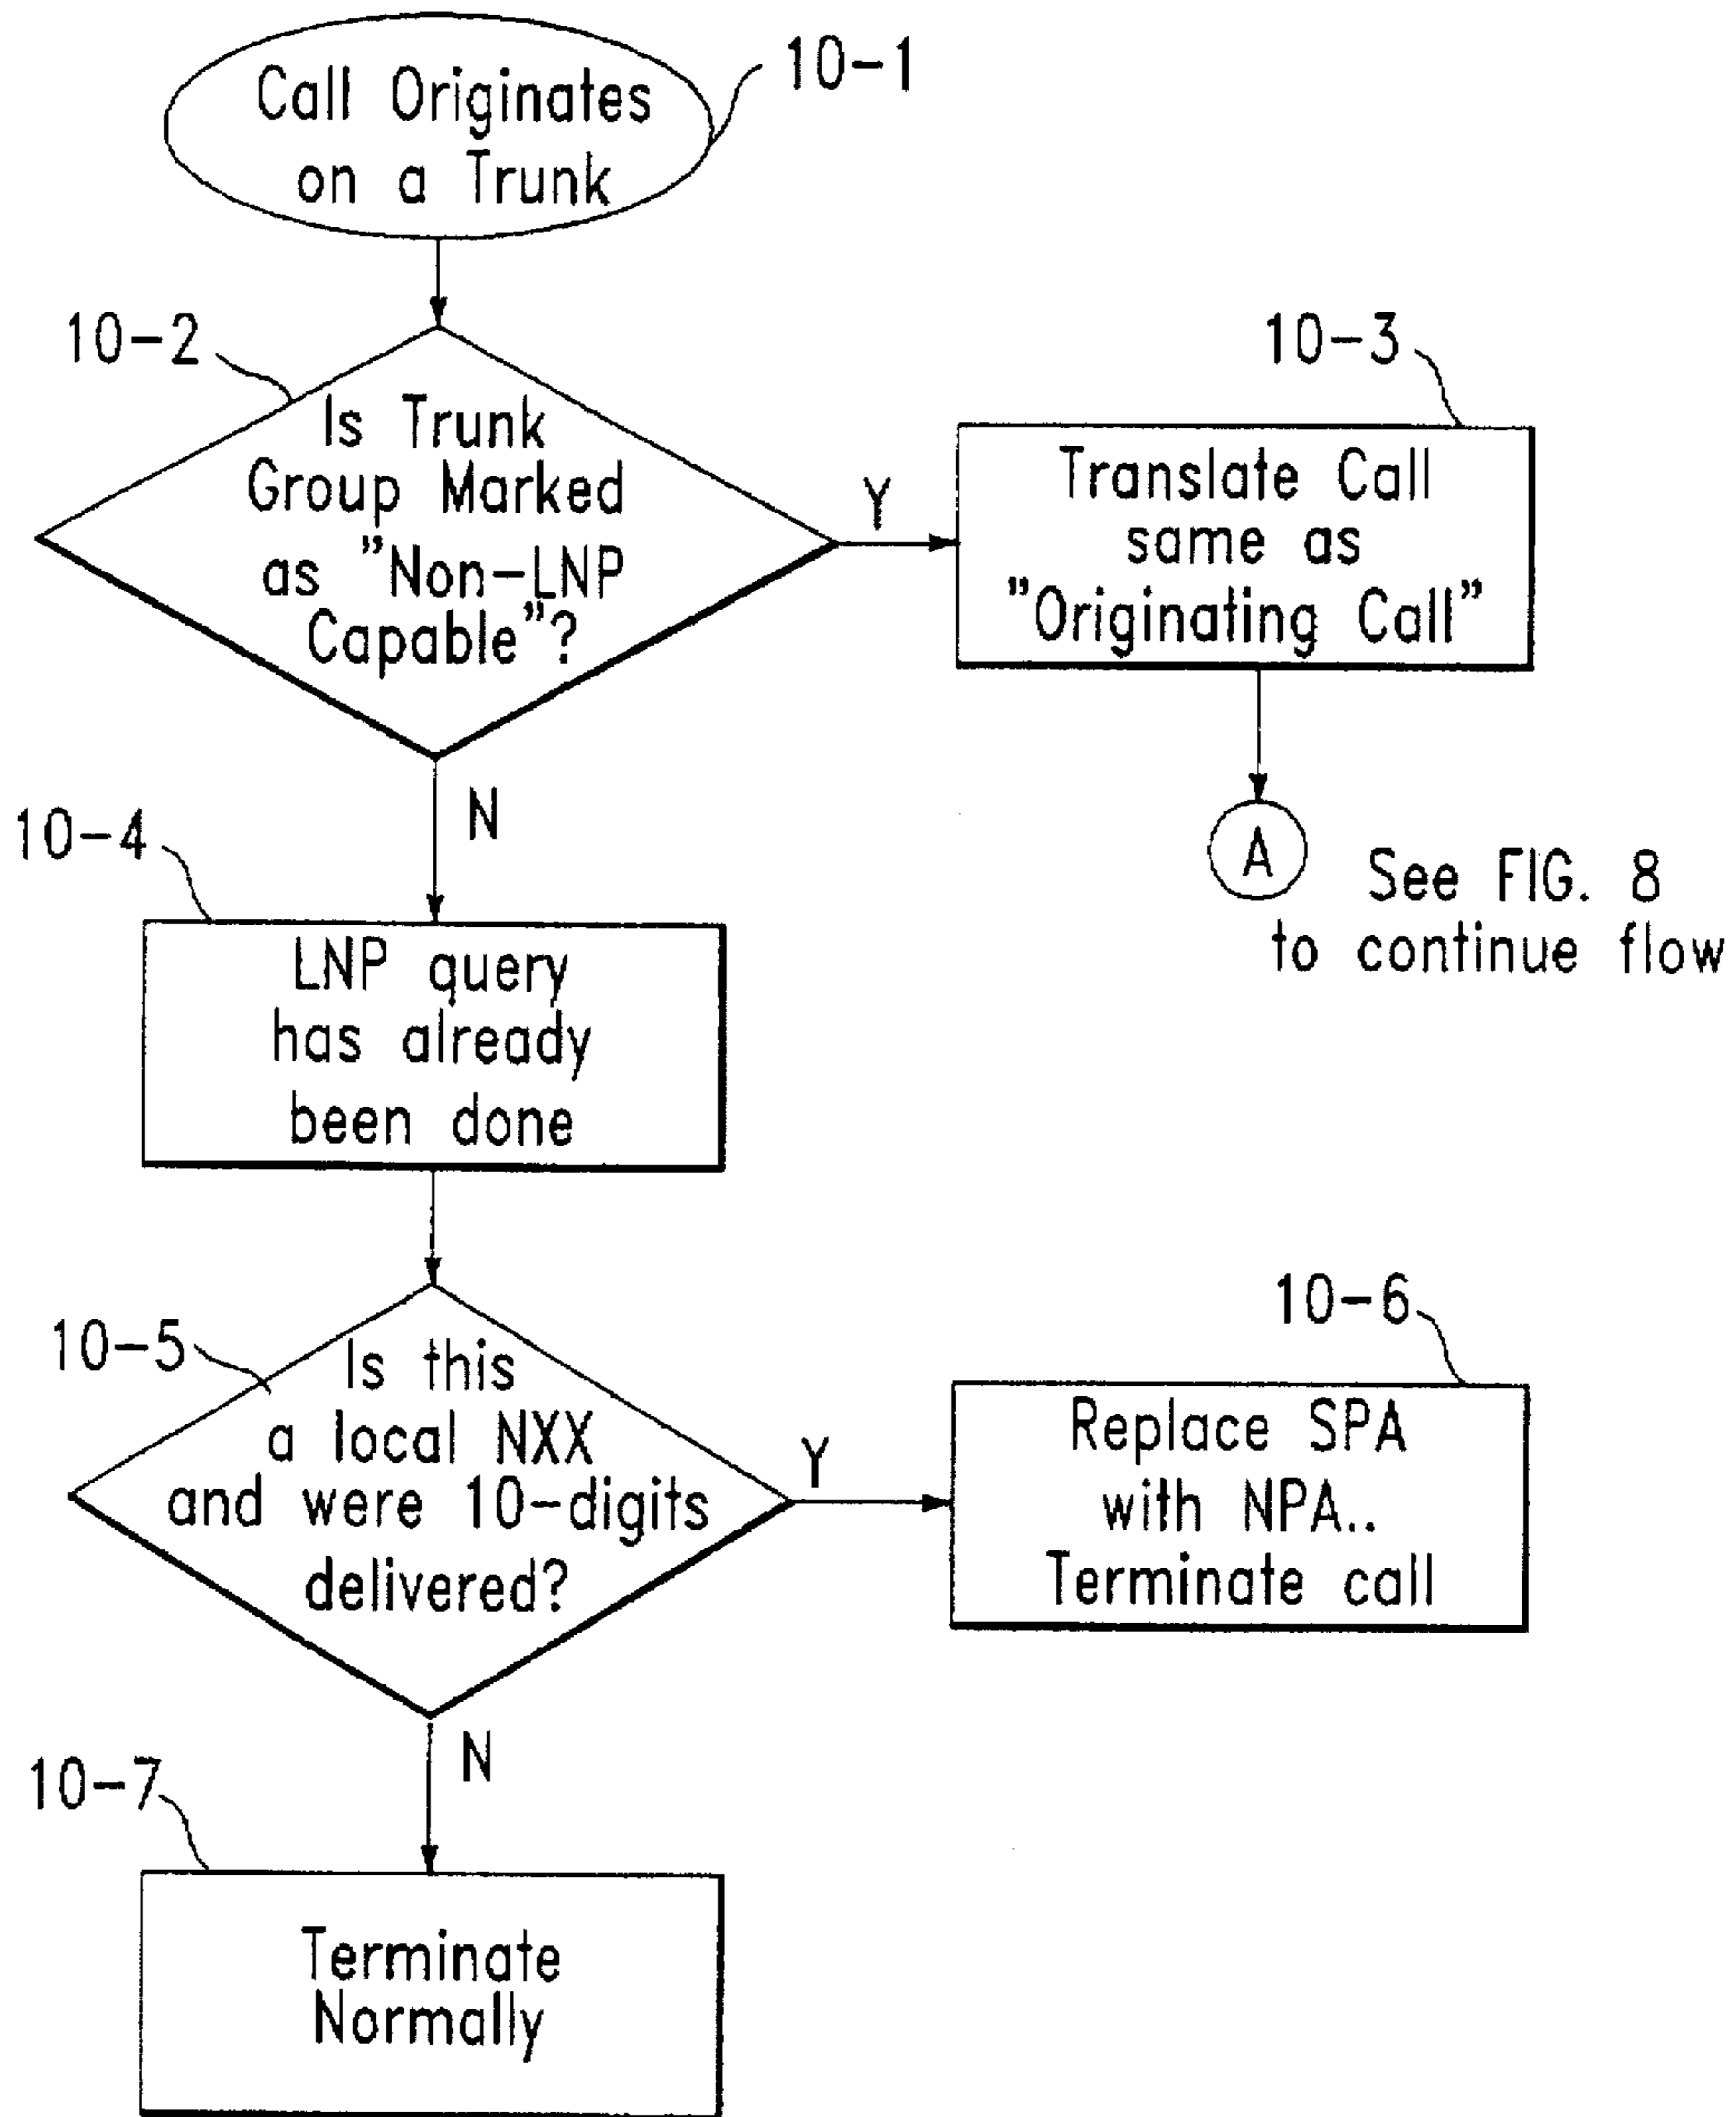 Call Originates
on a Trunk
10-1
10-2
Is Trunk
Group Marked
as "Non-LNP
Capable"?
Y
10-3
Translate Call
same as
"Originating Call"
A
See FIG. 8
to continue flow
N
10-4
LNP query
has already
been done
10-5
Is this
a local NXX
and were 10-digits
delivered?
Y
10-6
Replace SPA
with NPA..
Terminate call
N
10-7
Terminate
Normally